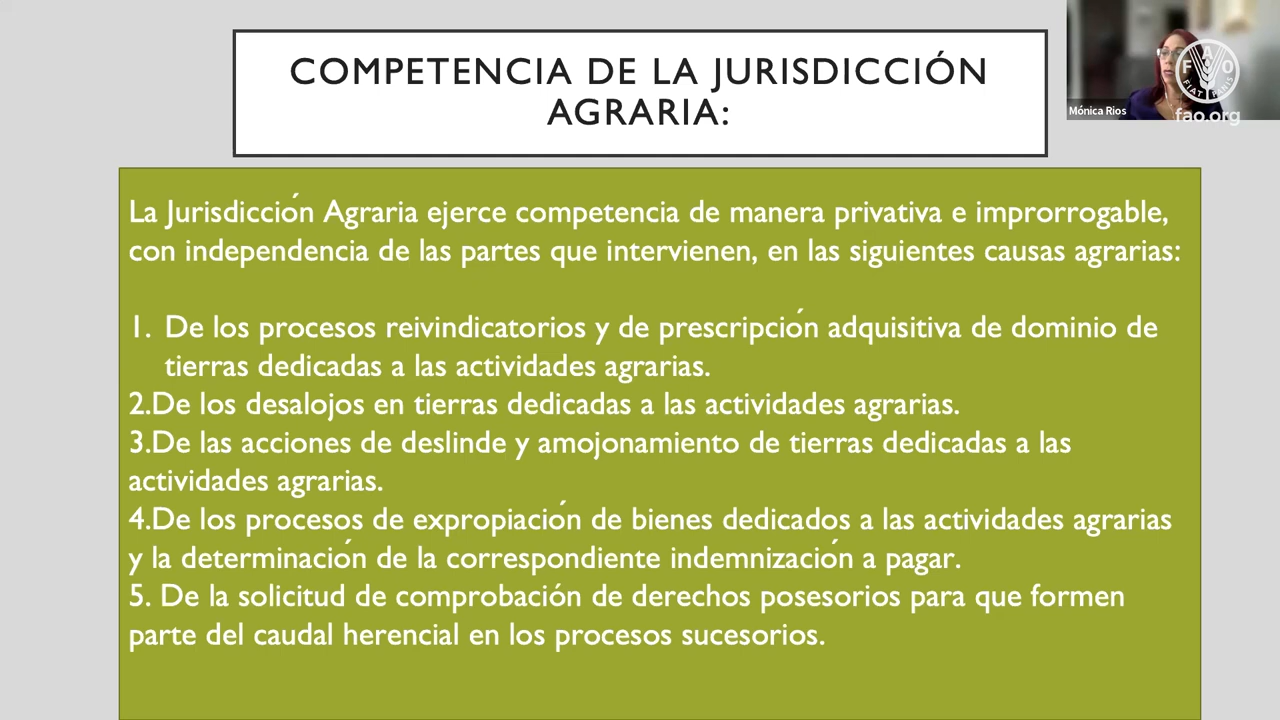 COMPETENCIA DE LA JURISDICCIÓN
AGRARIA:
FAO
FIAT PANIS
fao.org
Mónica Rios
La Jurisdicción Agraria ejerce competencia de manera privativa e improrrogable,
con independencia de las partes que intervienen, en las siguientes causas agrarias:
1. De los procesos reivindicatorios y de prescripción adquisitiva de dominio de
tierras dedicadas a las actividades agrarias.
2.De los desalojos en tierras dedicadas a las actividades agrarias.
3.De las acciones de deslinde y amojonamiento de tierras dedicadas a las
actividades agrarias.
4.De los procesos de expropiación de bienes dedicados a las actividades agrarias
y la determinación de la correspondiente indemnización a pagar.
5. De la solicitud de comprobación de derechos posesorios para que formen
parte del caudal herencial en los procesos sucesorios.